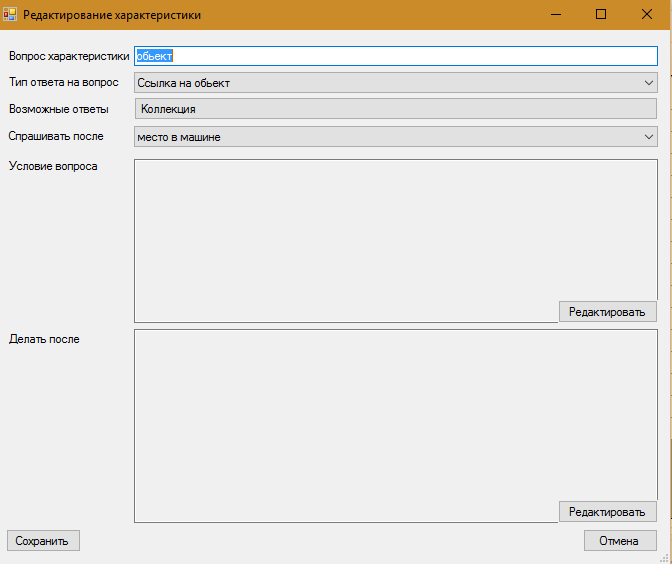 Редактирование характеристики
Вопрос характеристики обьект
Тип ответа на вопрос Ссылка на обьект
Возможные ответы Коллекция
Спрашивать после место в машине
Условие вопроса
Редактировать
Делать после
Редактировать
Сохранить Отмена